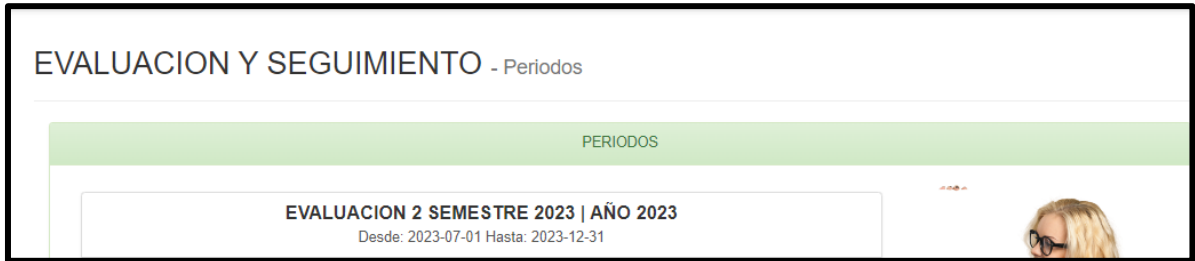 EVALUACION Y SEGUIMIENTO - Periodos
PERIODOS
EVALUACION 2 SEMESTRE 2023 | AÑO 2023
Desde: 2023-07-01 Hasta: 2023-12-31